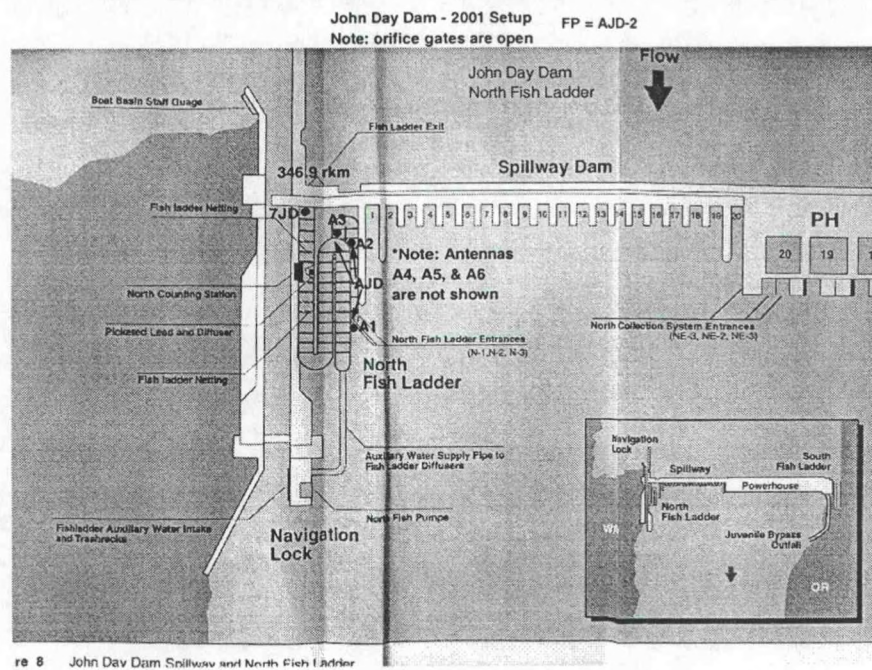 John Day Dam - 2001 Setup
FP = AJD-2
Note: orifice gates are open
Flow
John Day Dam
North Fish Ladder
Boat Basin Staff Guage
Fish Ladder Exit
346.9 rkm
Spillway Dam
Fish ladder Netting
7JD
A3
A2
1 2 3 4 5 6 7 8 9 10 11 12 13 14 15 16 17 18 19 20
PH
20 19
*Note: Antennas
A4, A5, & A6
are not shown
AJD
North Counting Station
Picketed Lead and Diffuser
A1
North Fish Ladder Entrances
(N-1, N-2, N-3)
North Collection System Entrances
(NE-3, NE-2, NE-3)
Fish ladder Netting
North
Fish Ladder
Auxiliary Water Supply Pipe to
Fish Ladder Diffusers
Fishladder Auxiliary Water Intake
and Trashracks
North Fish Pumps
Navigation
Lock
Navigation
Lock
Spillway
South
Fish Ladder
Powerhouse
North
Fish Ladder
WA
Juvenile Bypass
Outfall
OR
re 8 John Day Dam Spillway and North Fish Ladder